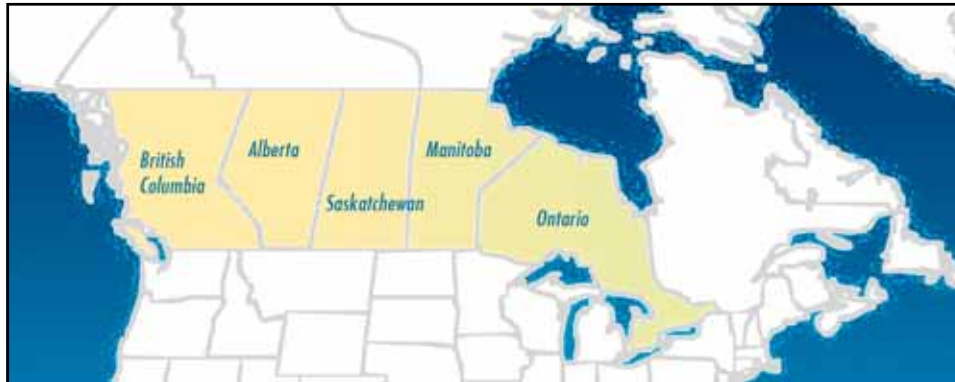 British
Columbia
Alberta
Saskatchewan
Manitoba
Ontario